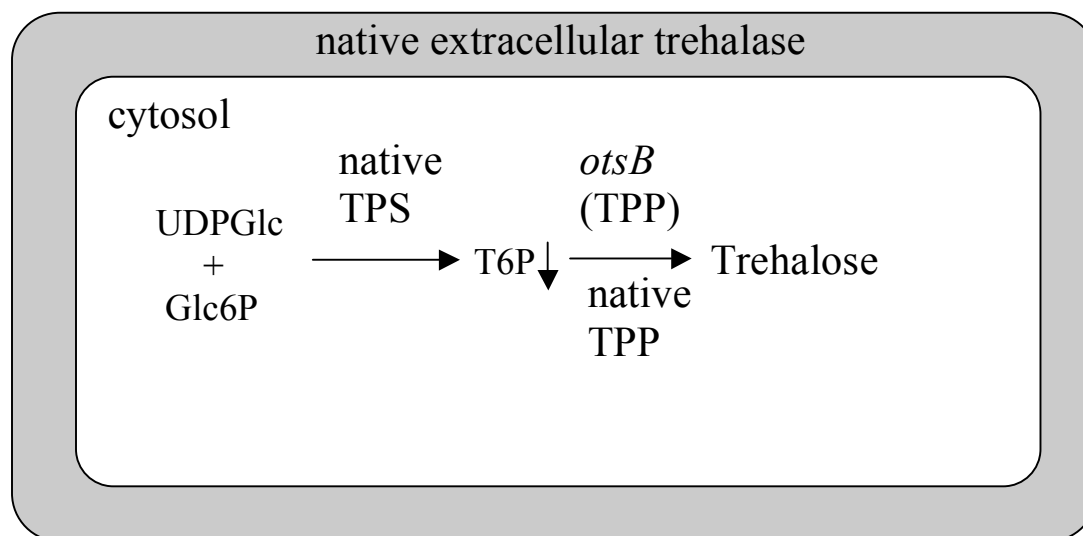 native extracellular trehalase
cytosol
native
TPS
otsB
(TPP)
UDPGlc
+
Glc6P
T6P
Trehalose
native
TPP